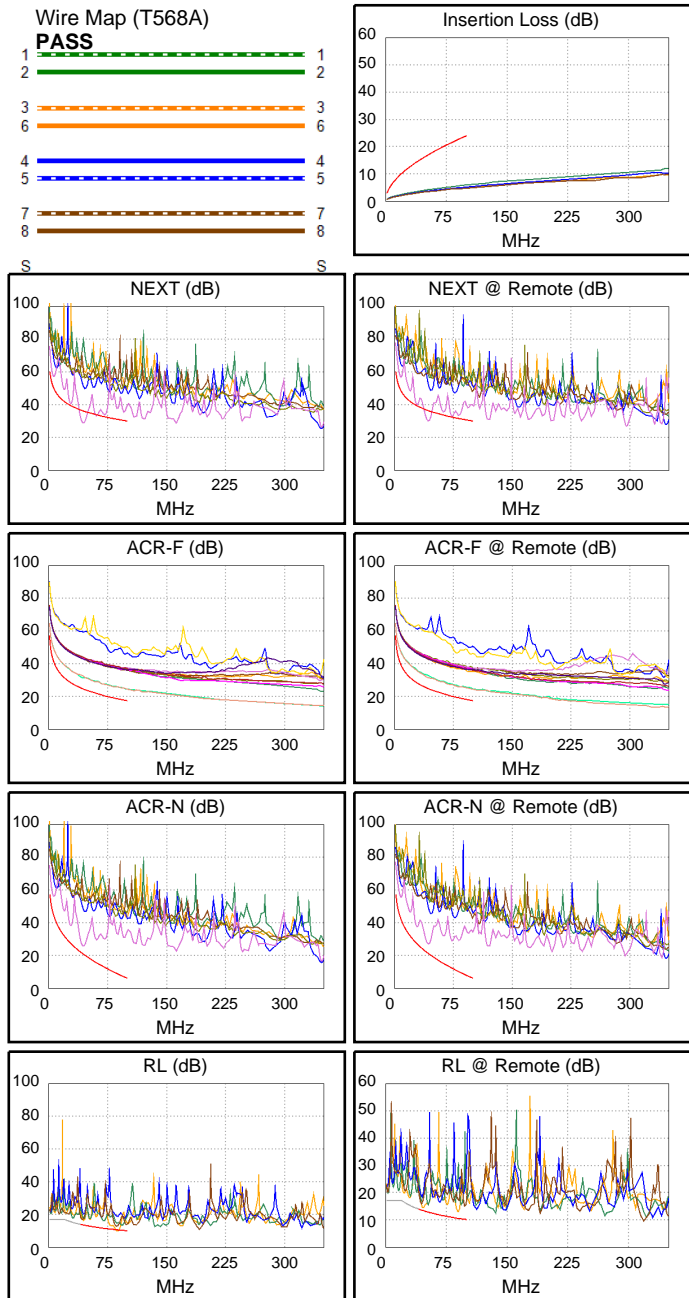 Wire Map (T568A)
PASS
1 1
2 2
3 3
6 6
4 4
5 5
7 7
8 8
S S
Insertion Loss (dB)
60
50
40
30
20
10
0
0 75 150 225 300
MHz
NEXT (dB)
100
80
60
40
20
0
0 75 150 225 300
MHz
NEXT @ Remote (dB)
100
80
60
40
20
0
0 75 150 225 300
MHz
ACR-F (dB)
100
80
60
40
20
0
0 75 150 225 300
MHz
ACR-F @ Remote (dB)
100
80
60
40
20
0
0 75 150 225 300
MHz
ACR-N (dB)
100
80
60
40
20
0
0 75 150 225 300
MHz
ACR-N @ Remote (dB)
100
80
60
40
20
0
0 75 150 225 300
MHz
RL (dB)
100
80
60
40
20
0
0 75 150 225 300
MHz
RL @ Remote (dB)
60
50
40
30
20
10
0
0 75 150 225 300
MHz